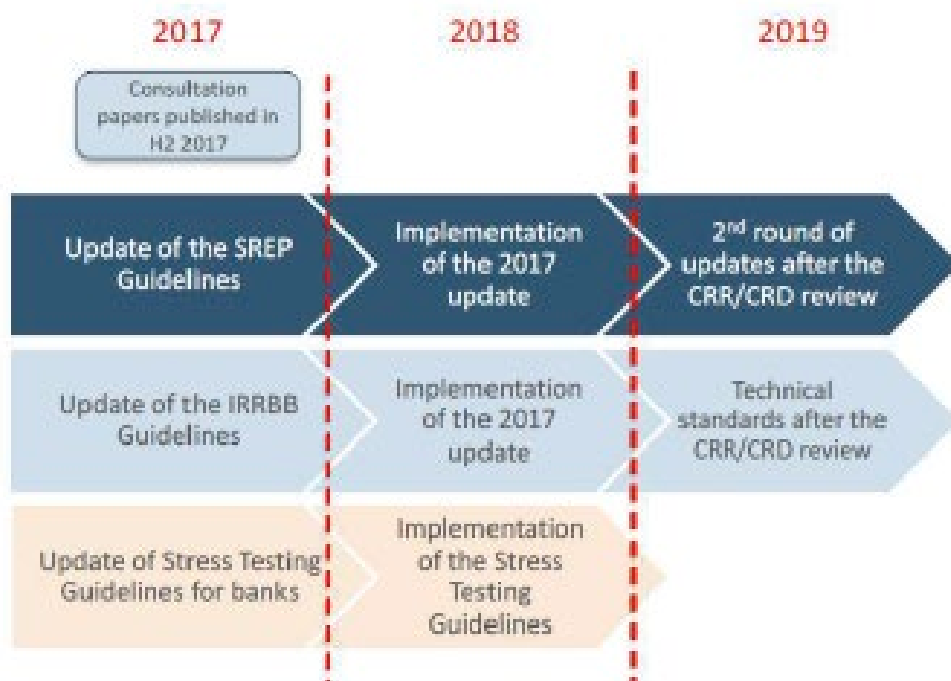 2017
2018
2019
Consultation
papers published in
H2 2017
Update of the SREP
Guidelines
Implementation
of the 2017
update
2nd round of
updates after the
CRR/CRD review
Update of the IRRBB
Guidelines
Implementation
of the 2017
update
Technical
standards after the
CRR/CRD review
Update of Stress Testing
Guidelines for banks
Implementation
of the Stress
Testing
Guidelines